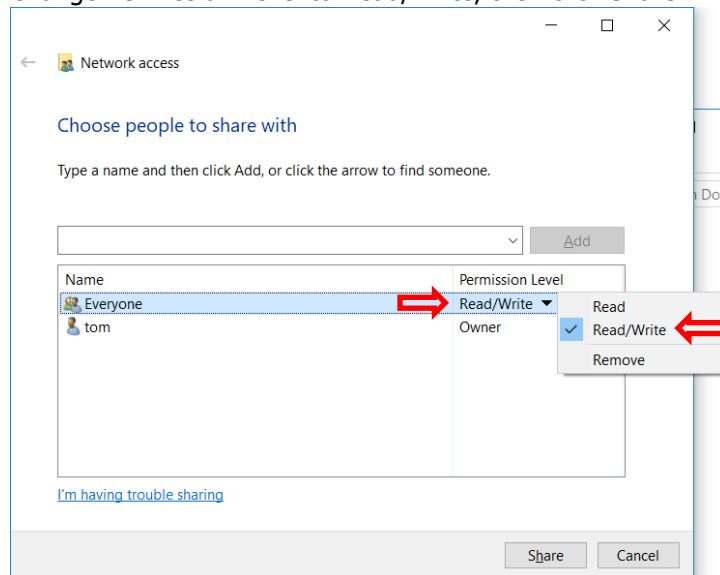 Network access
Choose people to share with
Type a name and then click Add, or click the arrow to find someone.
Add
Name Permission Level
Everyone Read/Write
Read
tom Owner
Read/Write
Remove
I'm having trouble sharing
Share Cancel